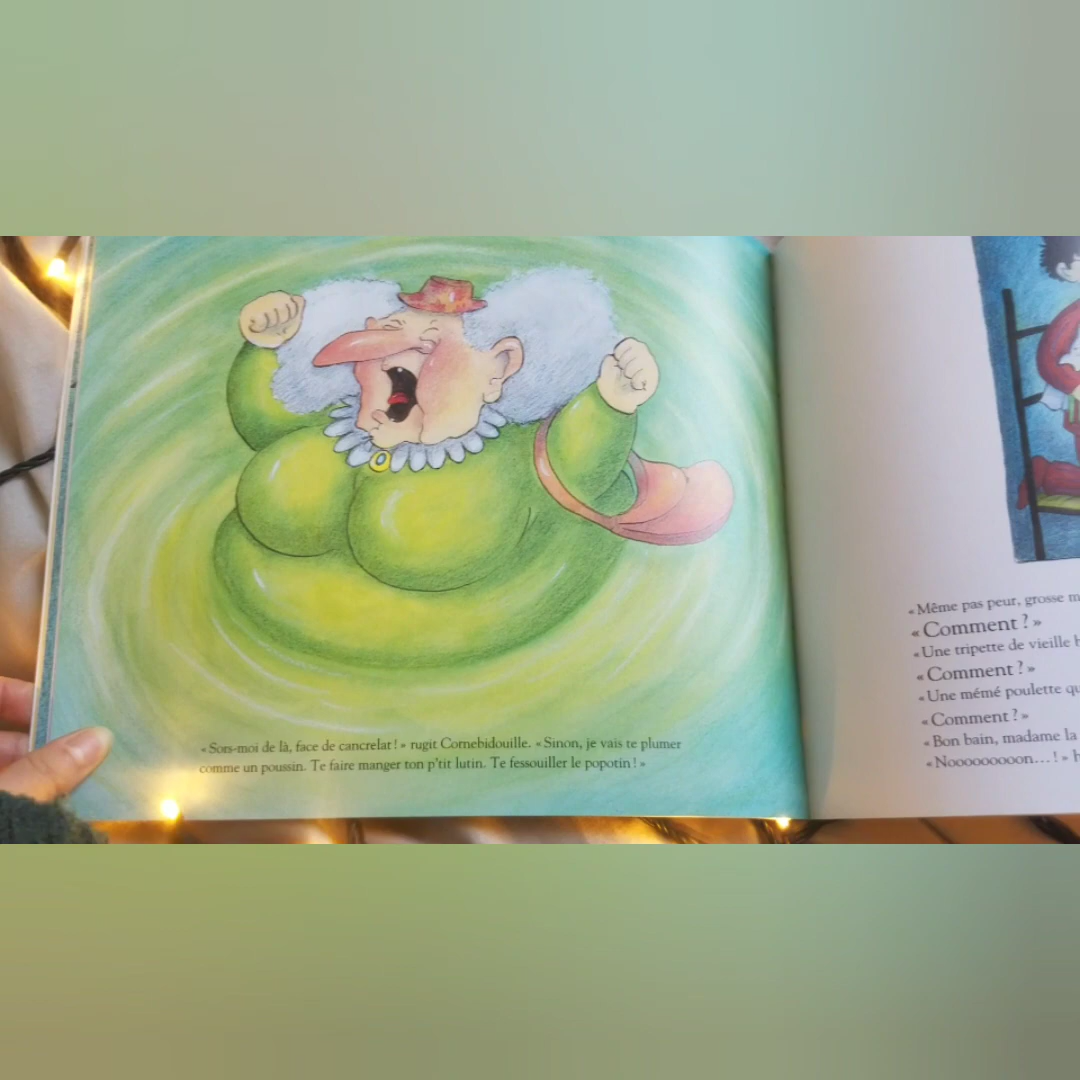 « Sors-moi de là, face de cancrelat ! » rugit Cornebidouille. « Sinon, je vais te plumer
comme un poussin. Te faire manger ton p'tit lutin. Te fessouiller le popotin ! »
« Même pas peur, grosse
« Comment ? »
« Une tripette de vieille
« Comment ? »
« Une mémé poulette
« Comment ? »
« Bon bain, madame la
« Nooooooooon… ! »